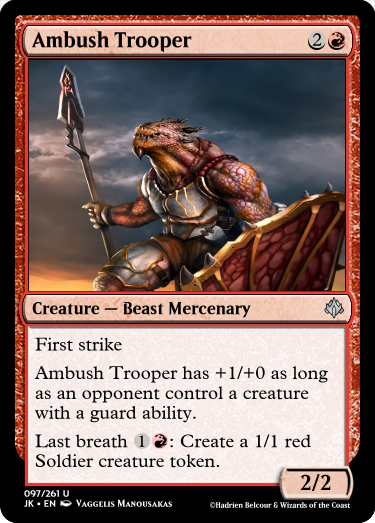 Ambush Trooper 2
Creature — Beast Mercenary
First strike
Ambush Trooper has +1/+0 as long
as an opponent control a creature
with a guard ability.
Last breath 1 : Create a 1/1 red
Soldier creature token.
2/2
097/261 U
JK • EN Vaggelis Manousakas
©Hadrien Belcour & Wizards of the Coast